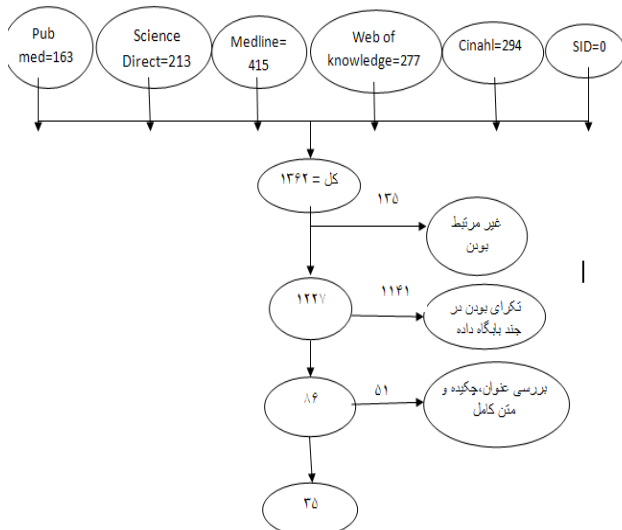 Pub
med=163
Science
Direct=213
Medline=
415
Web of
knowledge=277
Cinahl=294
SID=0
کل = ۱۳۶۲
۱۳۵
غیر مرتبط
بودن
۱۲۲۷
۱۱۴۱
تکرای بودن در
چند پایگاه داده
۸۶
۵۱
بررسی عنوان،چکیده و
متن کامل
۳۵